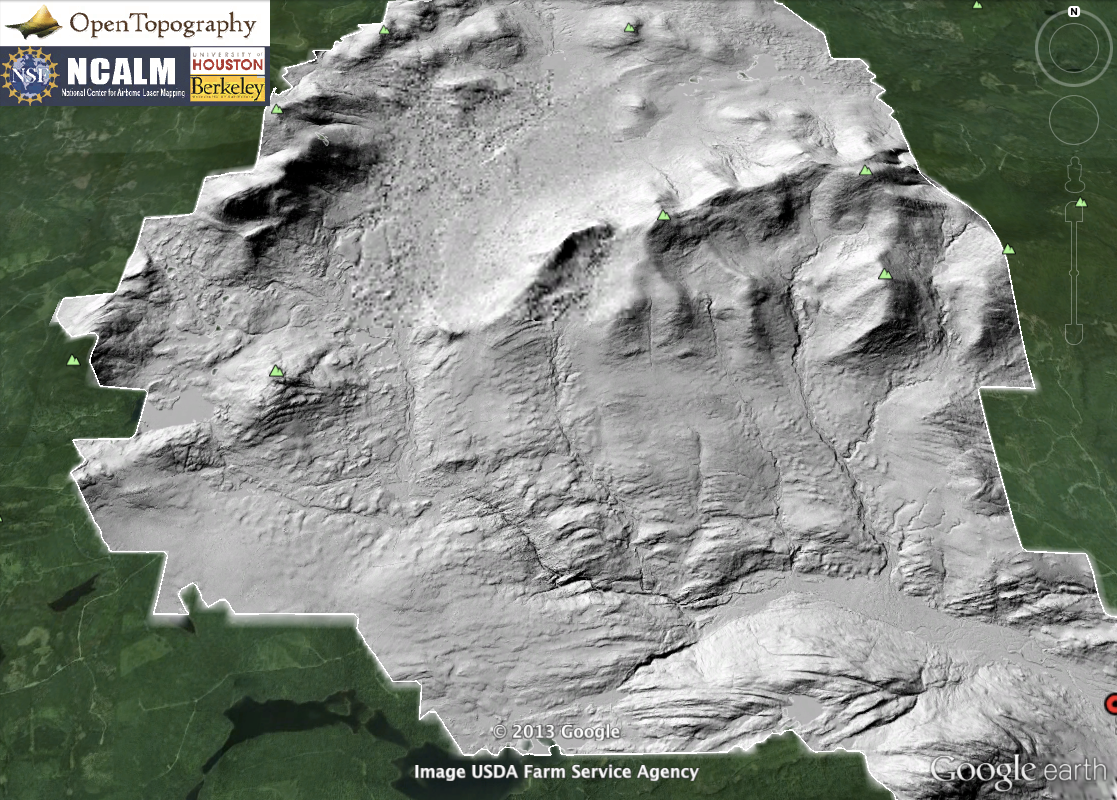 OpenTopography
NSF
NCALM
National Center for Airborne Laser Mapping
UNIVERSITY of
HOUSTON
Berkeley
N
© 2013 Google
Image USDA Farm Service Agency
Google earth